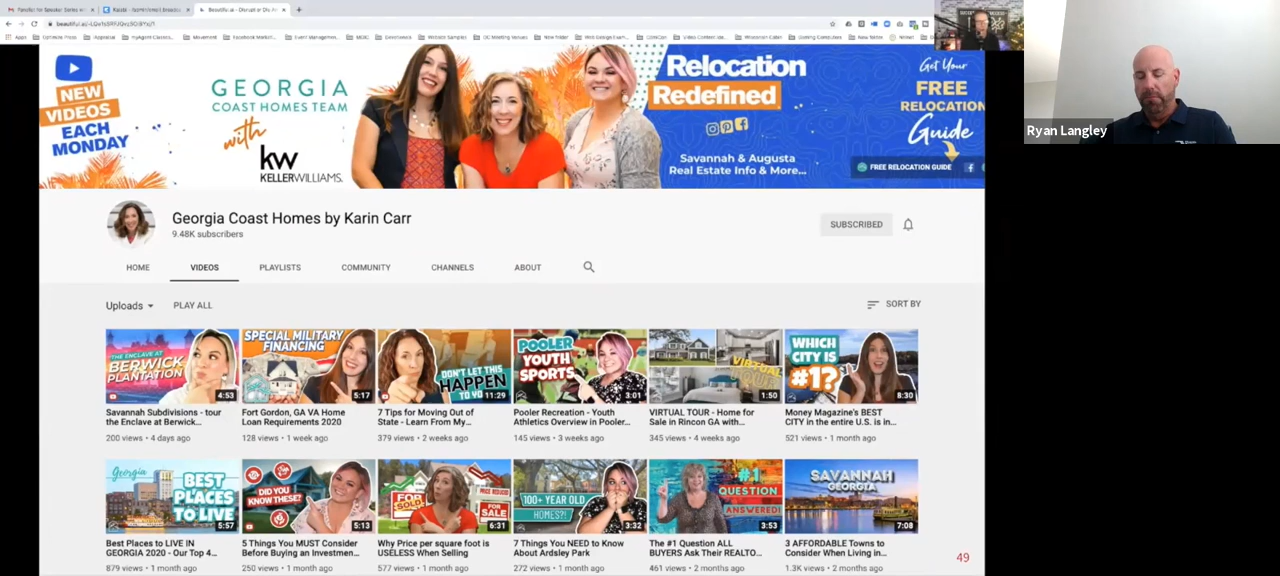 beautiful.ai
Apps
Movement
NEW
VIDEOS
EACH
MONDAY
GEORGIA
COAST HOMES TEAM
with
kw
KELLERWILLIAMS.
Relocation
Redefined.
Savannah & Augusta
Real Estate Info & More...
Get Your
FREE
RELOCATION
Guide
FREE RELOCATION GUIDE
Ryan Langley
Georgia Coast Homes by Karin Carr
9.48K subscribers
SUBSCRIBED
HOME
VIDEOS
PLAYLISTS
COMMUNITY
CHANNELS
ABOUT
Uploads
PLAY ALL
SORT BY
THE ENCLAVE AT
BERWICK
PLANTATION
4:53
SPECIAL MILITARY
FINANCING
5:17
DON'T LET THIS
HAPPEN
TO YO
11:29
POOLER
YOUTH
SPORTS
3:01
VIRTUAL
1:50
WHICH
CITY IS
#1?
8:30
Savannah Subdivisions - tour
the Enclave at Berwick...
200 views • 4 days ago
Fort Gordon, GA VA Home
Loan Requirements 2020
128 views • 1 week ago
7 Tips for Moving Out of
State - Learn From My...
379 views • 2 weeks ago
Pooler Recreation - Youth
Athletics Overview in Pooler...
145 views • 3 weeks ago
VIRTUAL TOUR - Home for
Sale in Rincon GA with...
345 views • 4 weeks ago
Money Magazine's BEST
CITY in the entire U.S. is in...
521 views • 1 month ago
Georgia
BEST
PLACES
TO LIVE
5:57
DID YOU
KNOW THESE?
5:13
FOR
SOLD
PRICE REDUCED
FOR
SALE
6:31
100+ YEAR OLD
HOMES?!
3:32
#1
QUESTION
ANSWERED!
3:53
SAVANNAH
GEORGIA
7:08
Best Places to LIVE IN
GEORGIA 2020 - Our Top 4...
879 views • 1 month ago
5 Things You MUST Consider
Before Buying an Investmen...
250 views • 1 month ago
Why Price per square foot is
USELESS When Selling
577 views • 1 month ago
7 Things You NEED to Know
About Ardsley Park
272 views • 1 month ago
The #1 Question ALL
BUYERS Ask Their REALTO...
461 views • 2 months ago
3 AFFORDABLE Towns to
Consider When Living in...
1.3K views • 2 months ago
49